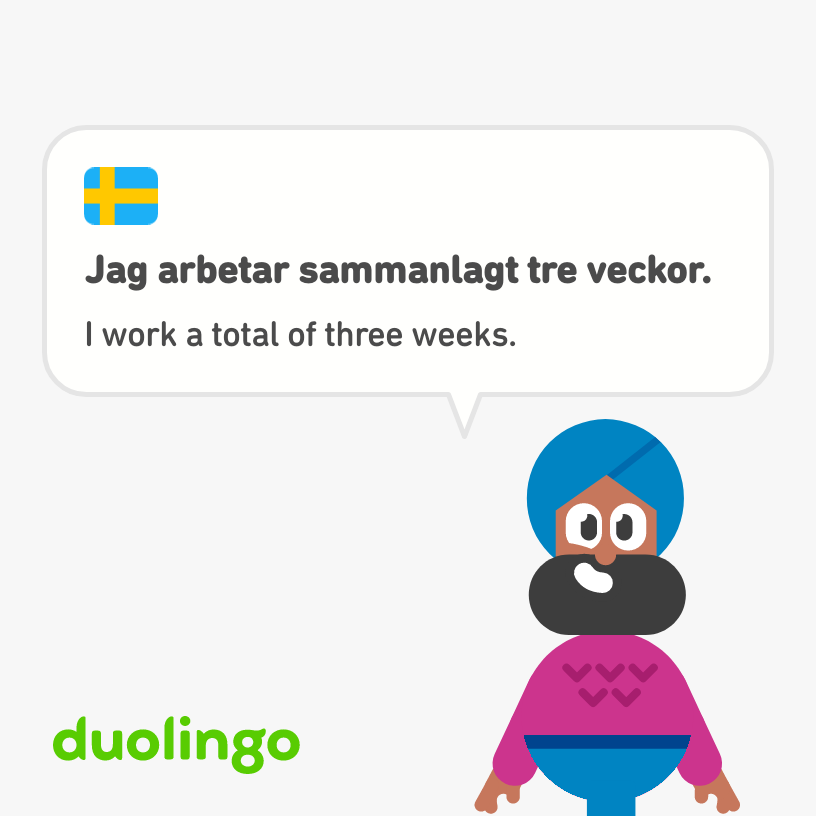 Jag arbetar sammanlagt tre veckor.
I work a total of three weeks.
duolingo